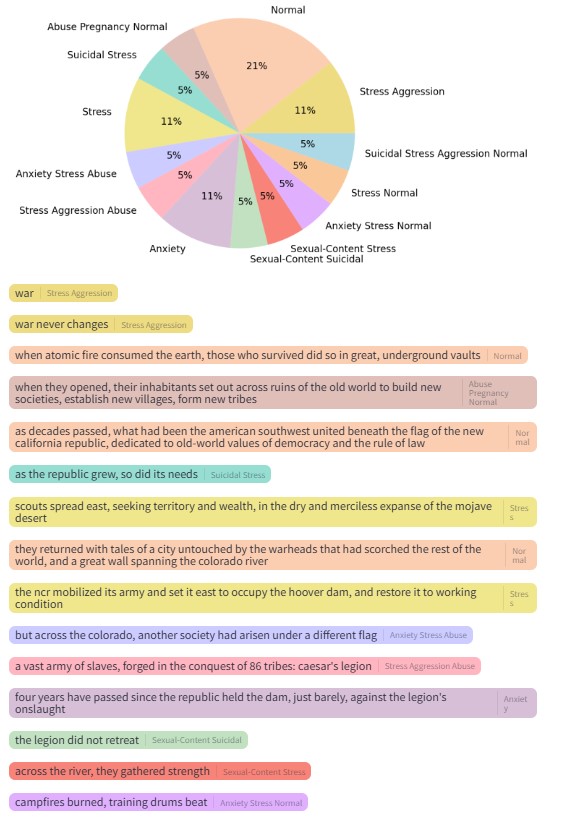 Normal
Abuse Pregnancy Normal
Suicidal Stress
5%
21%
5%
Stress Aggression
11%
Stress
11%
5%
Suicidal Stress Aggression Normal
5%
5%
Anxiety Stress Abuse
5%
5%
Stress Normal
Stress Aggression Abuse
11%
5%
5%
Anxiety Stress Normal
Anxiety
Sexual-Content Stress
Sexual-Content Suicidal
war Stress Aggression
war never changes Stress Aggression
when atomic fire consumed the earth, those who survived did so in great, underground vaults Normal
when they opened, their inhabitants set out across ruins of the old world to build new
societies, establish new villages, form new tribes
Abuse
Pregnancy
Normal
as decades passed, what had been the american southwest united beneath the flag of the new
california republic, dedicated to old-world values of democracy and the rule of law
Nor
mal
as the republic grew, so did its needs Suicidal Stress
scouts spread east, seeking territory and wealth, in the dry and merciless expanse of the mojave
desert
Stres
s
they returned with tales of a city untouched by the warheads that had scorched the rest of the
world, and a great wall spanning the colorado river
Nor
mal
the ncr mobilized its army and set it east to occupy the hoover dam, and restore it to working
condition
Stres
s
but across the colorado, another society had arisen under a different flag Anxiety Stress Abuse
a vast army of slaves, forged in the conquest of 86 tribes: caesar's legion Stress Aggression Abuse
four years have passed since the republic held the dam, just barely, against the legion's
onslaught
Anxiet
y
the legion did not retreat Sexual-Content Suicidal
across the river, they gathered strength Sexual-Content Stress
campfires burned, training drums beat Anxiety Stress Normal